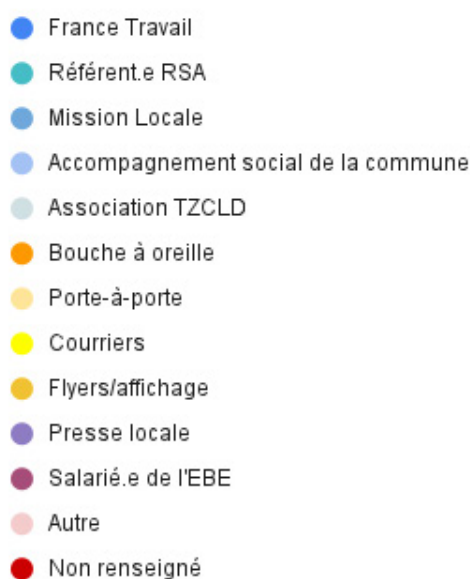 France Travail
Référent.e RSA
Mission Locale
Accompagnement social de la commune
Association TZCLD
Bouche à oreille
Porte-à-porte
Courriers
Flyers/affichage
Presse locale
Salarié.e de l'EBE
Autre
Non renseigné